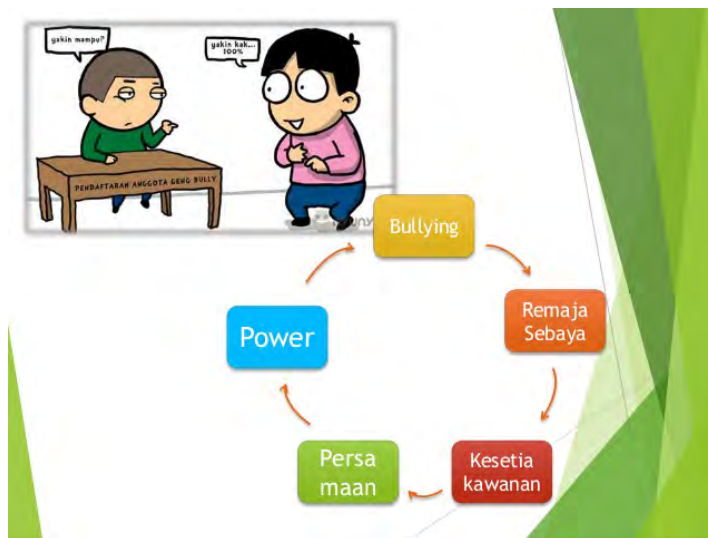 yakin mampu?
yakin kak...
100%
PENDAFTARAN ANGGOTA GENG BULLY
Bullying
Remaja
Sebaya
Kesetia
kawanan
Persa
maan
Power